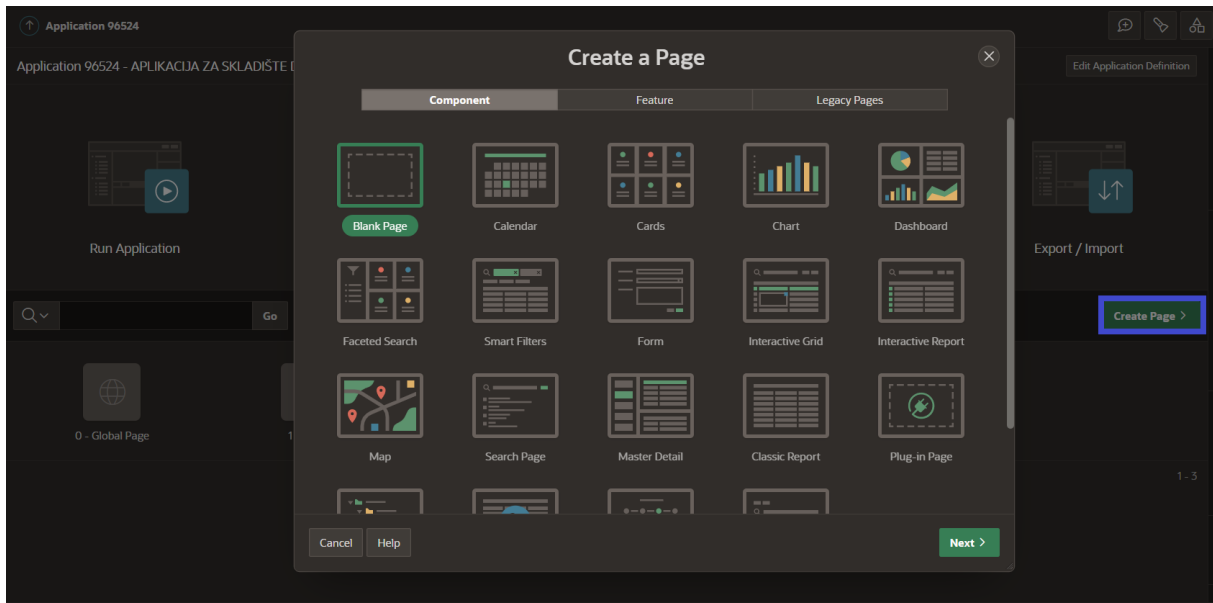 Application 96524
Application 96524 - APLIKACIJA ZA SKLADIŠTE
Edit Application Definition
Run Application
Export / Import
Go
Create Page
0 - Global Page
1
1 - 3
Create a Page
Component Feature Legacy Pages
Blank Page Calendar Cards Chart Dashboard
Faceted Search Smart Filters Form Interactive Grid Interactive Report
Map Search Page Master Detail Classic Report Plug-in Page
Cancel Help Next